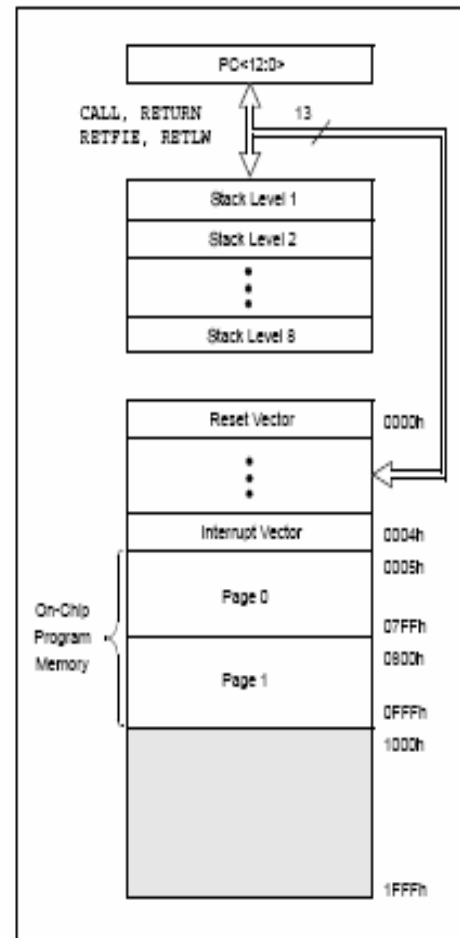 PC<12:0>
CALL, RETURN
RETFIE, RETLW
13
Stack Level 1
Stack Level 2
Stack Level 8
Reset Vector
0000h
Interrupt Vector
0004h
0005h
On-Chip
Program
Memory
Page 0
07FFh
0800h
Page 1
0FFFh
1000h
1FFFh